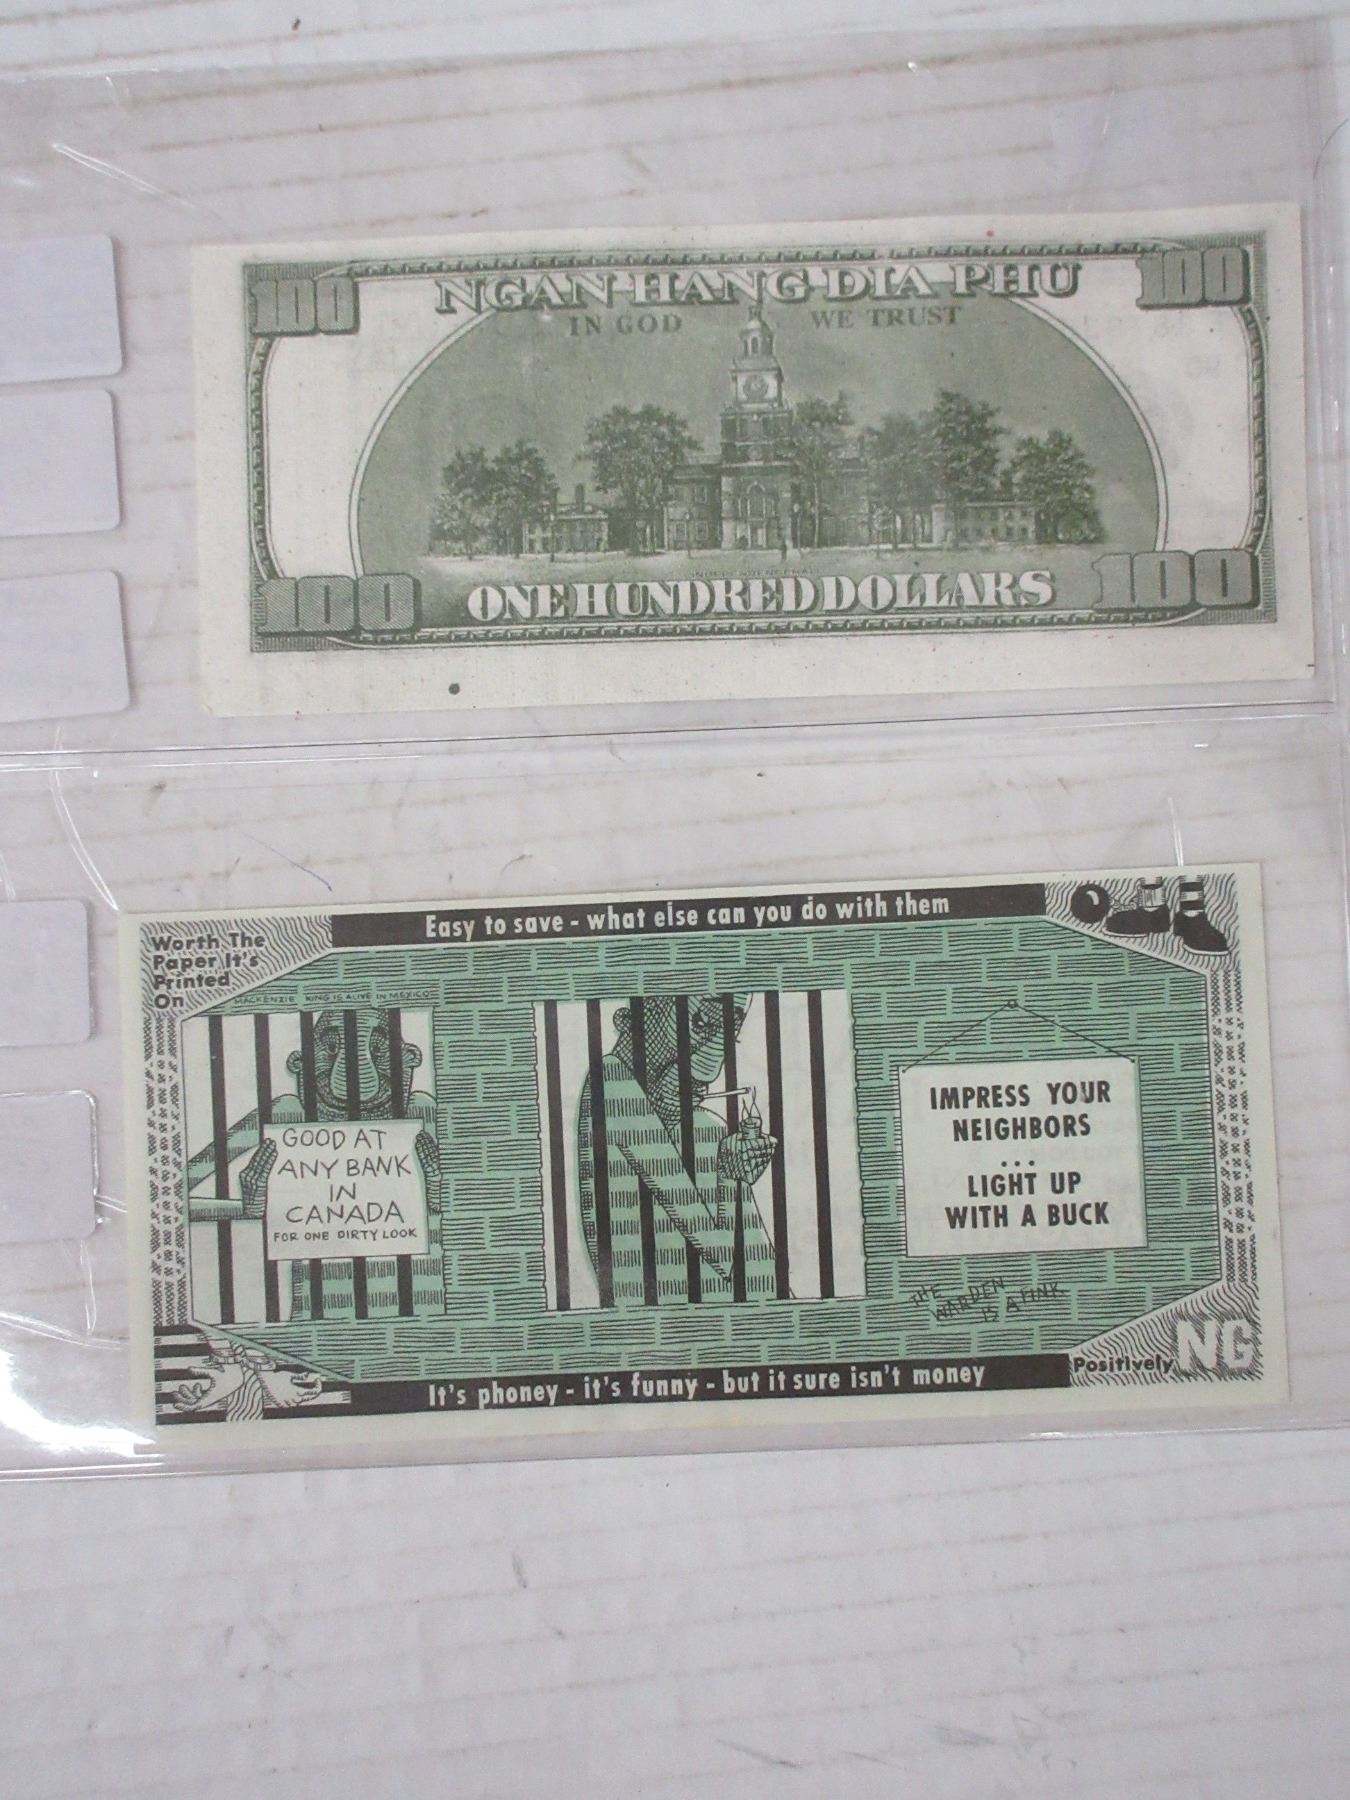 100 NGAN HANG DIA PHU 100
IN GOD WE TRUST
100 ONE HUNDRED DOLLARS 100
Easy to save - what else can you do with them
Worth The
Paper It's
Printed
On
MACKENZIE KING IS ALIVE IN MEXICO
GOOD AT
ANY BANK
IN
CANADA
FOR ONE DIRTY LOOK
IMPRESS YOUR
NEIGHBORS
...
LIGHT UP
WITH A BUCK
THE
WARDEN
IS A FINK
Positively NG
It's phoney - it's funny - but it sure isn't money